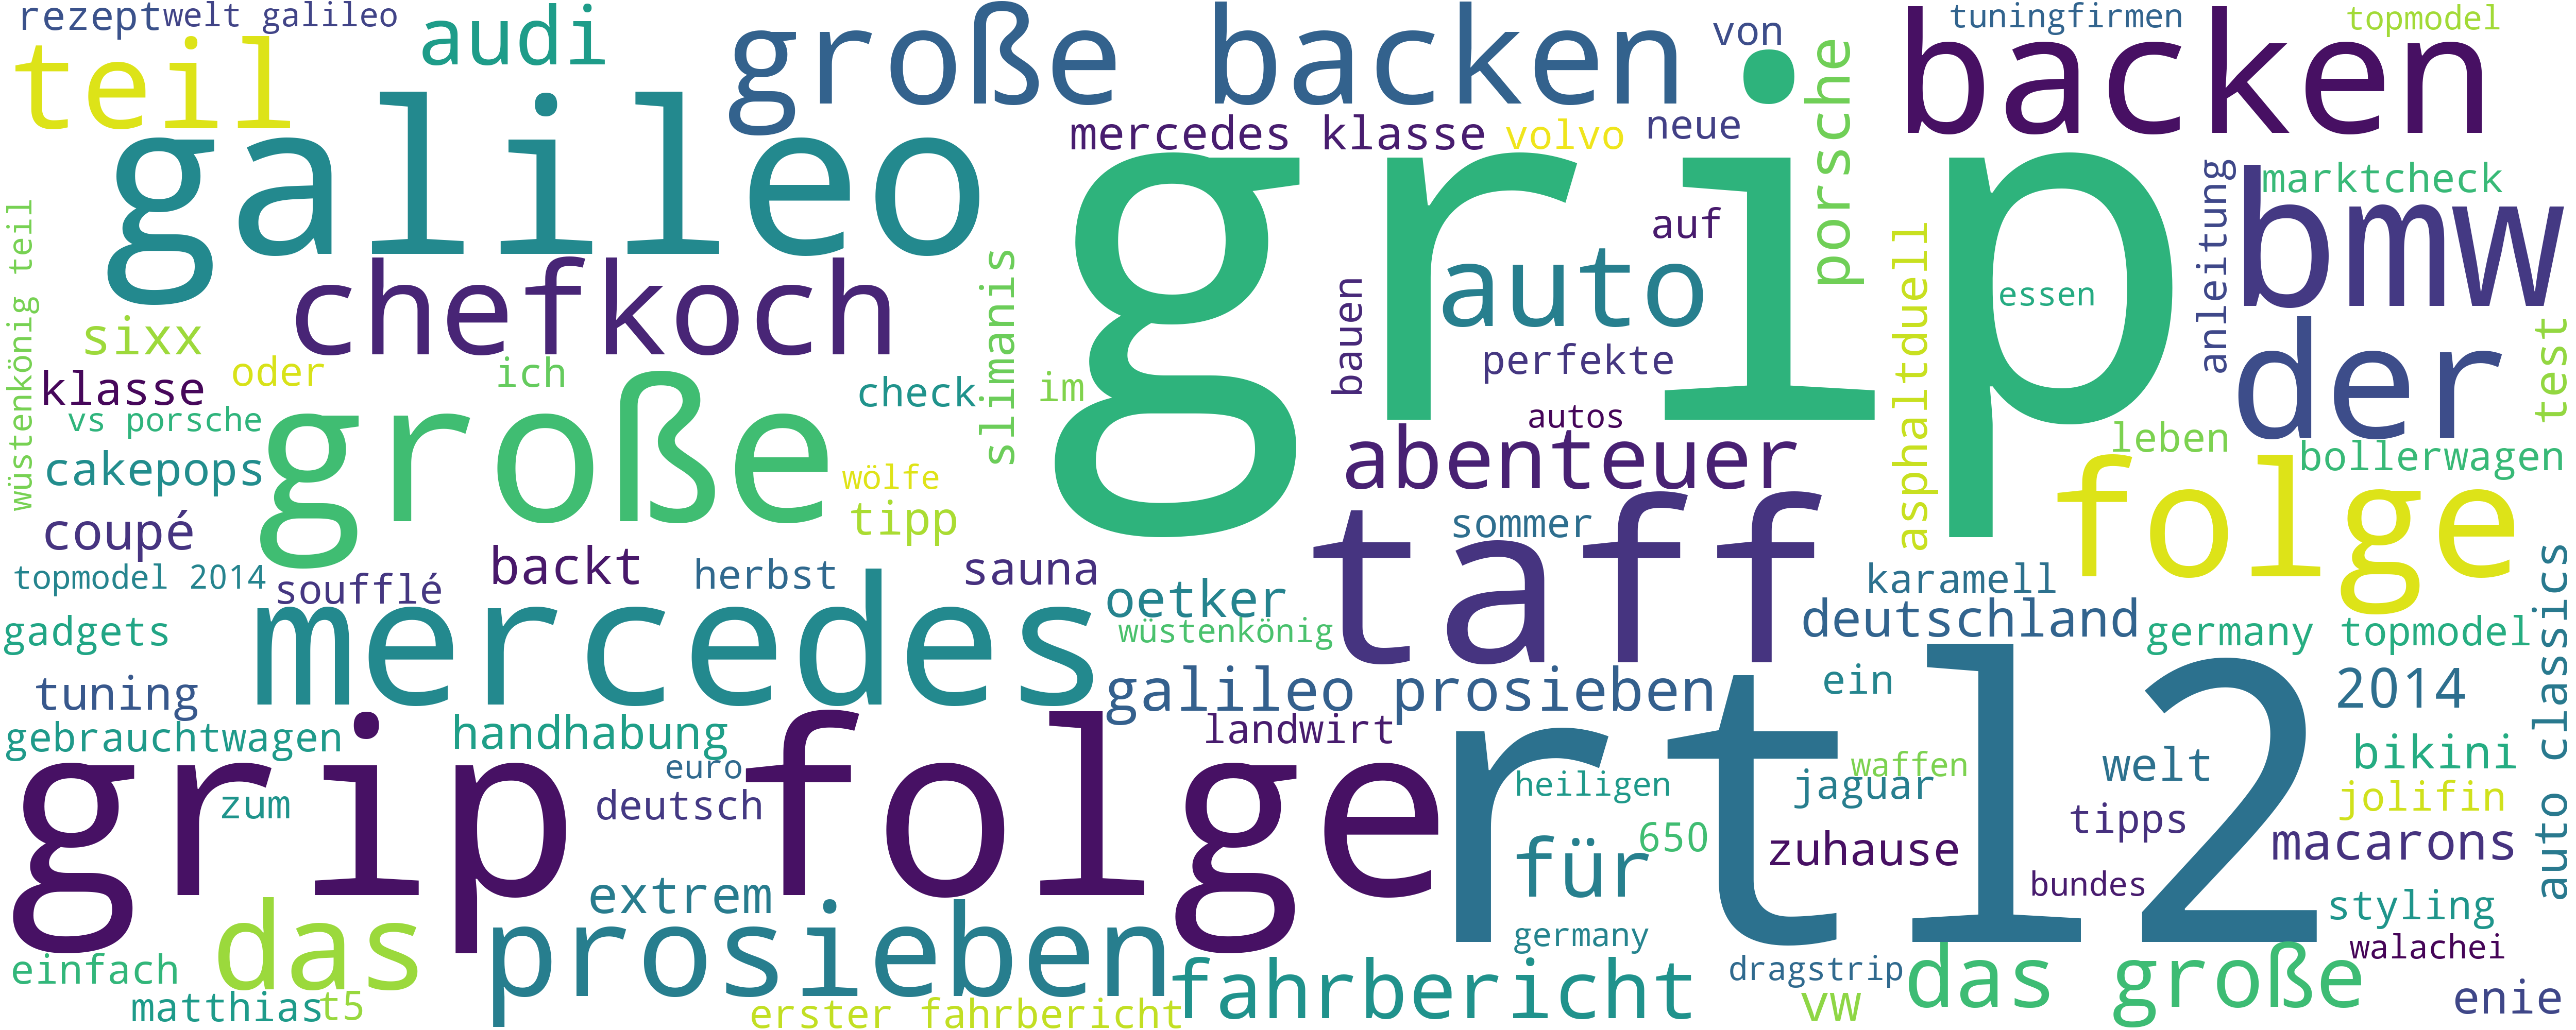 rezept
welt galileo
audi
große backen
von
tuningfirmen
topmodel
teil
galileo
mercedes klasse
volvo
neue
porsche
backen
marktcheck
anleitung
bmw
wüstenkönig teil
chefkoch
slimanis
grip
auf
auto
bauen
perfekte
essen
asphaltduell
der
test
sixx
oder
ich
klasse
check
im
vs porsche
große
autos
abenteuer
leben
bollerwagen
cakepops
wölfe
tipp
coupé
sommer
taff
folge
topmodel 2014
soufflé
backt
herbst
sauna
oetker
karamell
deutschland
gadgets
mercedes
wüstenkönig
germany topmodel
auto classics
tuning
galileo prosieben
ein
2014
gebrauchtwagen
handhabung
landwirt
grip folge
euro
zum
deutsch
rtl2
heiligen
waffen
jaguar
welt
bikini
jolifin
tipps
650
für
zuhause
macarons
extrem
bundes
styling
das
prosieben
germany
walachei
einfach
fahrbericht
dragstrip
das große
matthias
t5
erster fahrbericht
vw
enie